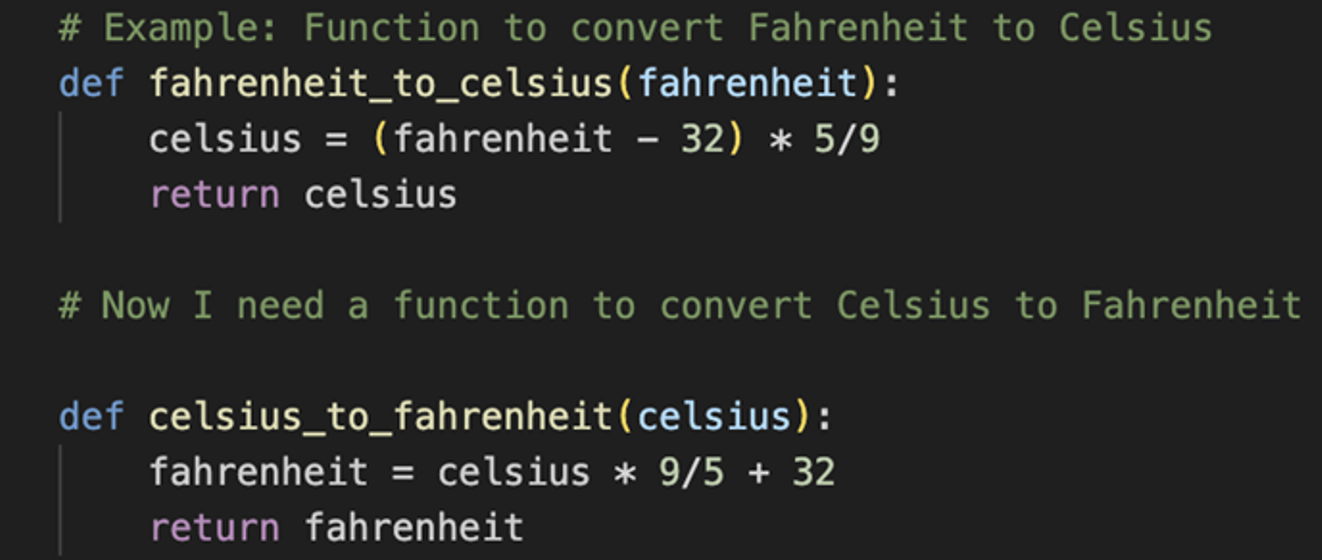 # Example: Function to convert Fahrenheit to Celsius
def fahrenheit_to_celsius(fahrenheit):
    celsius = (fahrenheit - 32) * 5/9
    return celsius
# Now I need a function to convert Celsius to Fahrenheit
def celsius_to_fahrenheit(celsius):
    fahrenheit = celsius * 9/5 + 32
    return fahrenheit